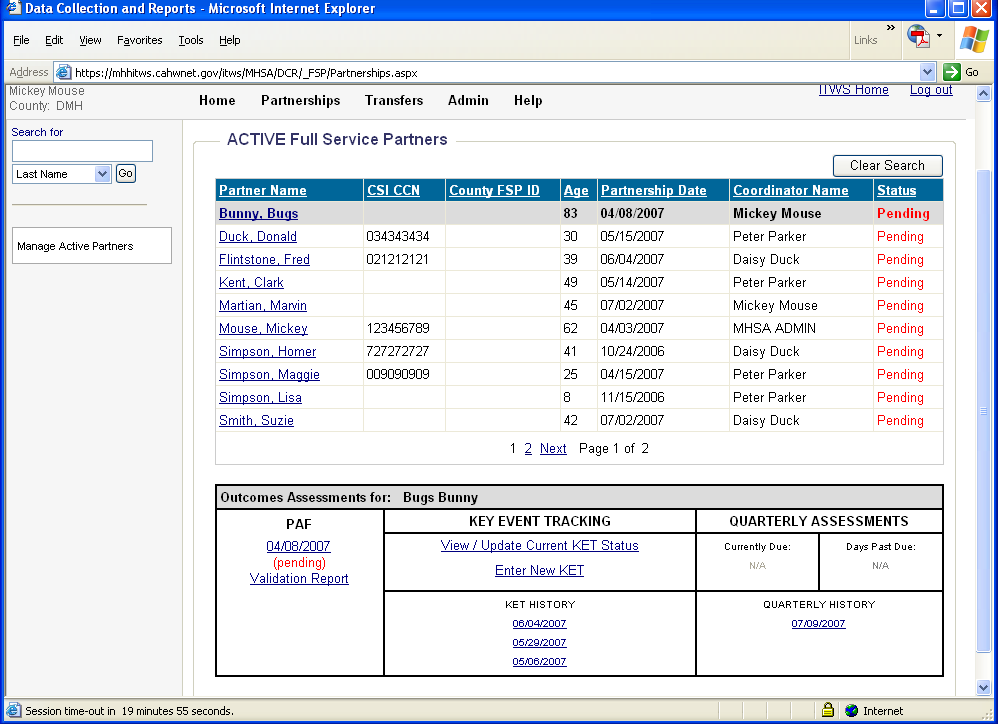 Data Collection and Reports - Microsoft Internet Explorer
File Edit View Favorites Tools Help Links »
Address https://mhhitws.cahwnet.gov/itws/MHSA/DCR/_FSP/Partnerships.aspx Go
Mickey Mouse
County: DMH
Home Partnerships Transfers Admin Help
ITWS Home Log out
Search for
Last Name Go
Manage Active Partners
ACTIVE Full Service Partners
Clear Search
Partner Name CSI CCN County FSP ID Age Partnership Date Coordinator Name Status
Bunny, Bugs 83 04/08/2007 Mickey Mouse Pending
Duck, Donald 034343434 30 05/15/2007 Peter Parker Pending
Flintstone, Fred 021212121 39 06/04/2007 Daisy Duck Pending
Kent, Clark 49 05/14/2007 Peter Parker Pending
Martian, Marvin 45 07/02/2007 Mickey Mouse Pending
Mouse, Mickey 123456789 62 04/03/2007 MHSA ADMIN Pending
Simpson, Homer 727272727 41 10/24/2006 Daisy Duck Pending
Simpson, Maggie 009090909 25 04/15/2007 Peter Parker Pending
Simpson, Lisa 8 11/15/2006 Peter Parker Pending
Smith, Suzie 42 07/02/2007 Daisy Duck Pending
1 2 Next Page 1 of 2
Outcomes Assessments for: Bugs Bunny
PAF
04/08/2007
(pending)
Validation Report
KEY EVENT TRACKING
View / Update Current KET Status
Enter New KET
KET HISTORY
06/04/2007
05/29/2007
05/06/2007
QUARTERLY ASSESSMENTS
Currently Due: Days Past Due:
N/A N/A
QUARTERLY HISTORY
07/09/2007
Session time-out in 19 minutes 55 seconds. Internet